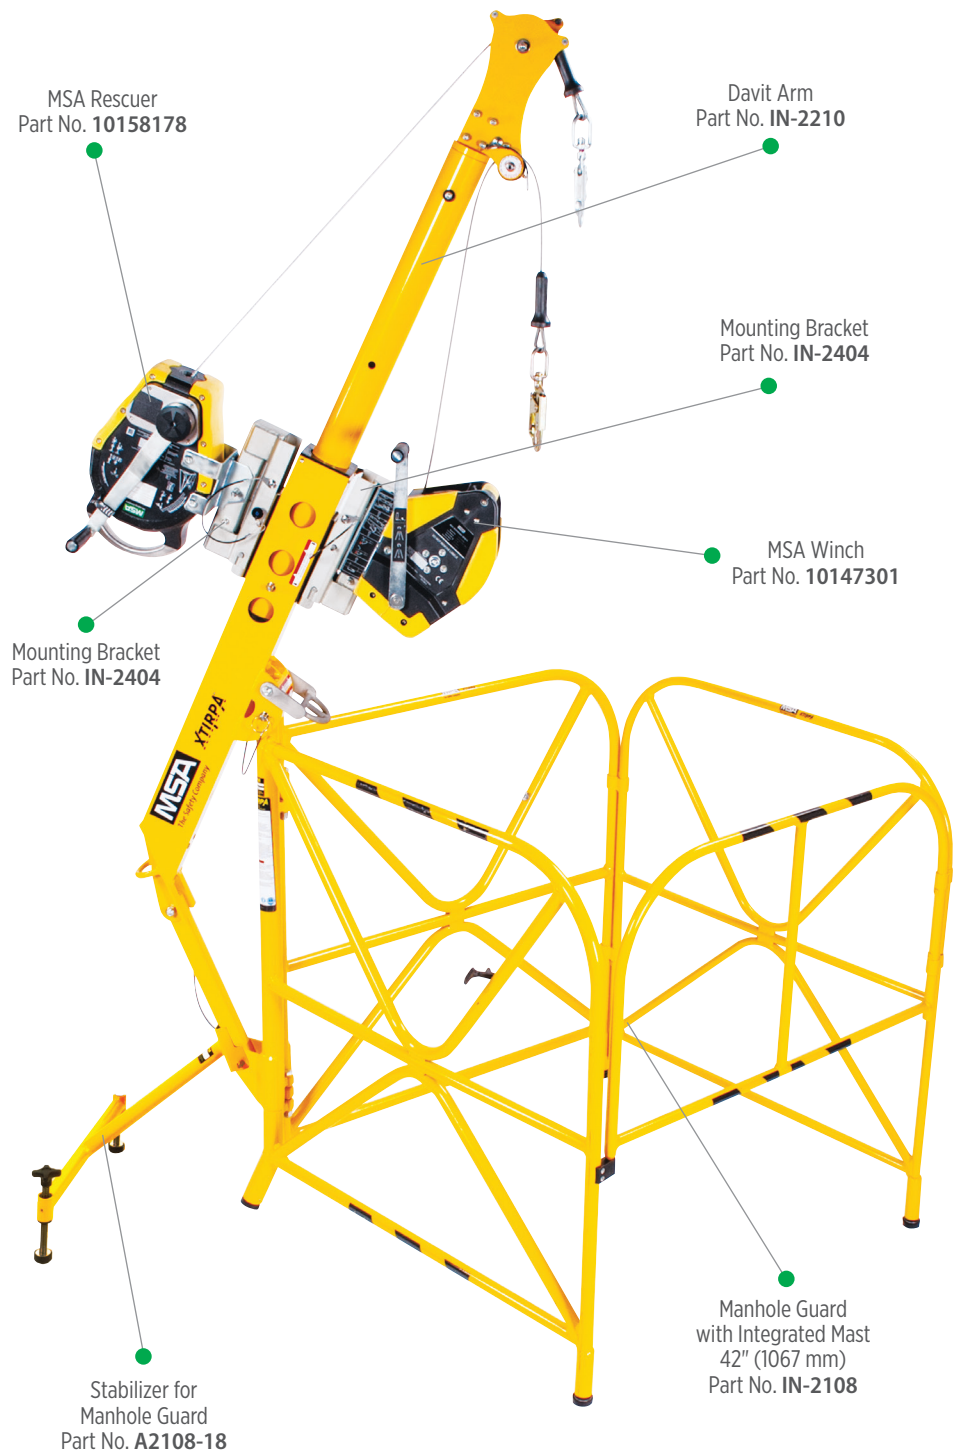 MSA Rescuer
Part No. 10158178
Davit Arm
Part No. IN-2210
Mounting Bracket
Part No. IN-2404
MSA Winch
Part No. 10147301
Mounting Bracket
Part No. IN-2404
XTIRPA
MSA
The Safety Company
MSA
MSA
Manhole Guard
with Integrated Mast
42" (1067 mm)
Part No. IN-2108
Stabilizer for
Manhole Guard
Part No. A2108-18